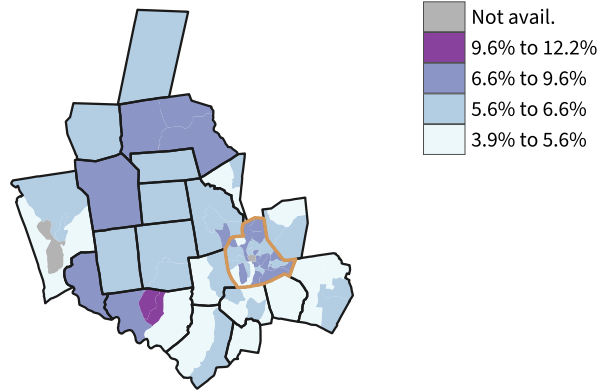 Not avail.
9.6% to 12.2%
6.6% to 9.6%
5.6% to 6.6%
3.9% to 5.6%